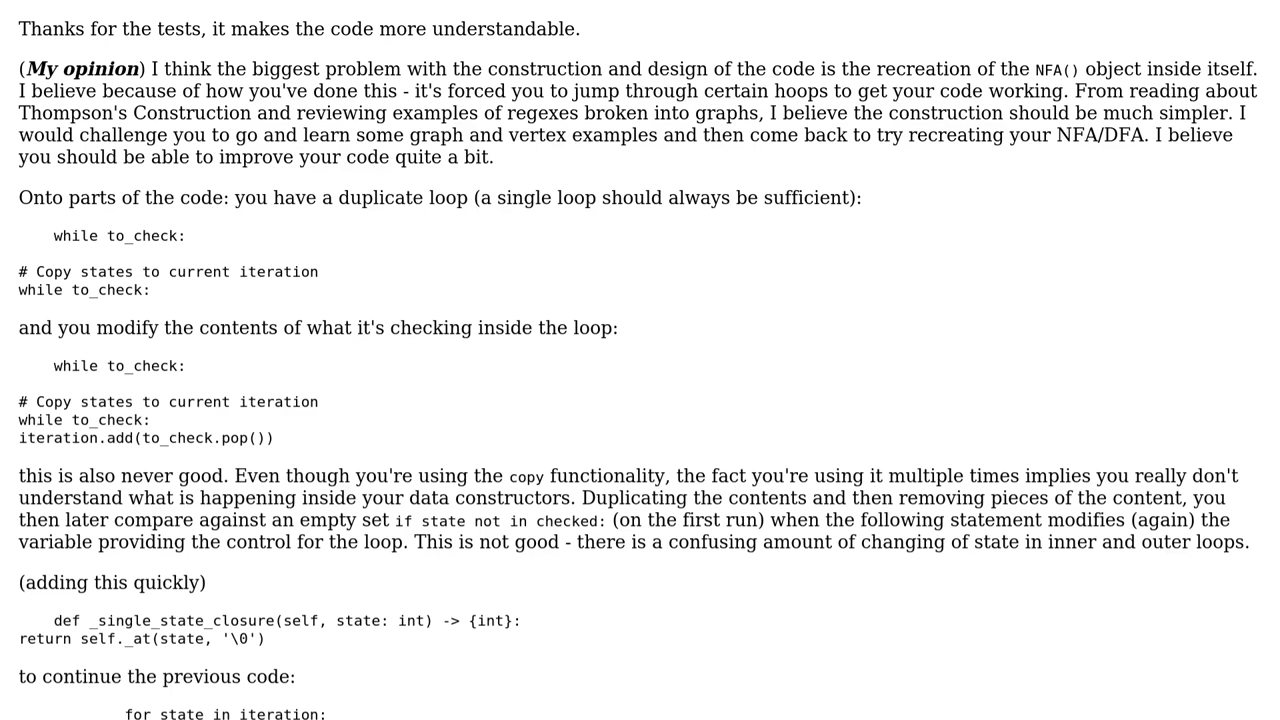 Thanks for the tests, it makes the code more understandable.
(My opinion) I think the biggest problem with the construction and design of the code is the recreation of the NFA() object inside itself.
I believe because of how you've done this - it's forced you to jump through certain hoops to get your code working. From reading about
Thompson's Construction and reviewing examples of regexes broken into graphs, I believe the construction should be much simpler. I
would challenge you to go and learn some graph and vertex examples and then come back to try recreating your NFA/DFA. I believe
you should be able to improve your code quite a bit.
Onto parts of the code: you have a duplicate loop (a single loop should always be sufficient):
while to_check:
# Copy states to current iteration
while to_check:
and you modify the contents of what it's checking inside the loop:
while to_check:
# Copy states to current iteration
while to_check:
iteration.add(to_check.pop())
this is also never good. Even though you're using the copy functionality, the fact you're using it multiple times implies you really don't
understand what is happening inside your data constructors. Duplicating the contents and then removing pieces of the content, you
then later compare against an empty set if state not in checked: (on the first run) when the following statement modifies (again) the
variable providing the control for the loop. This is not good - there is a confusing amount of changing of state in inner and outer loops.
(adding this quickly)
def _single_state_closure(self, state: int) -> {int}:
return self._at(state, '\0')
to continue the previous code:
for state in iteration: